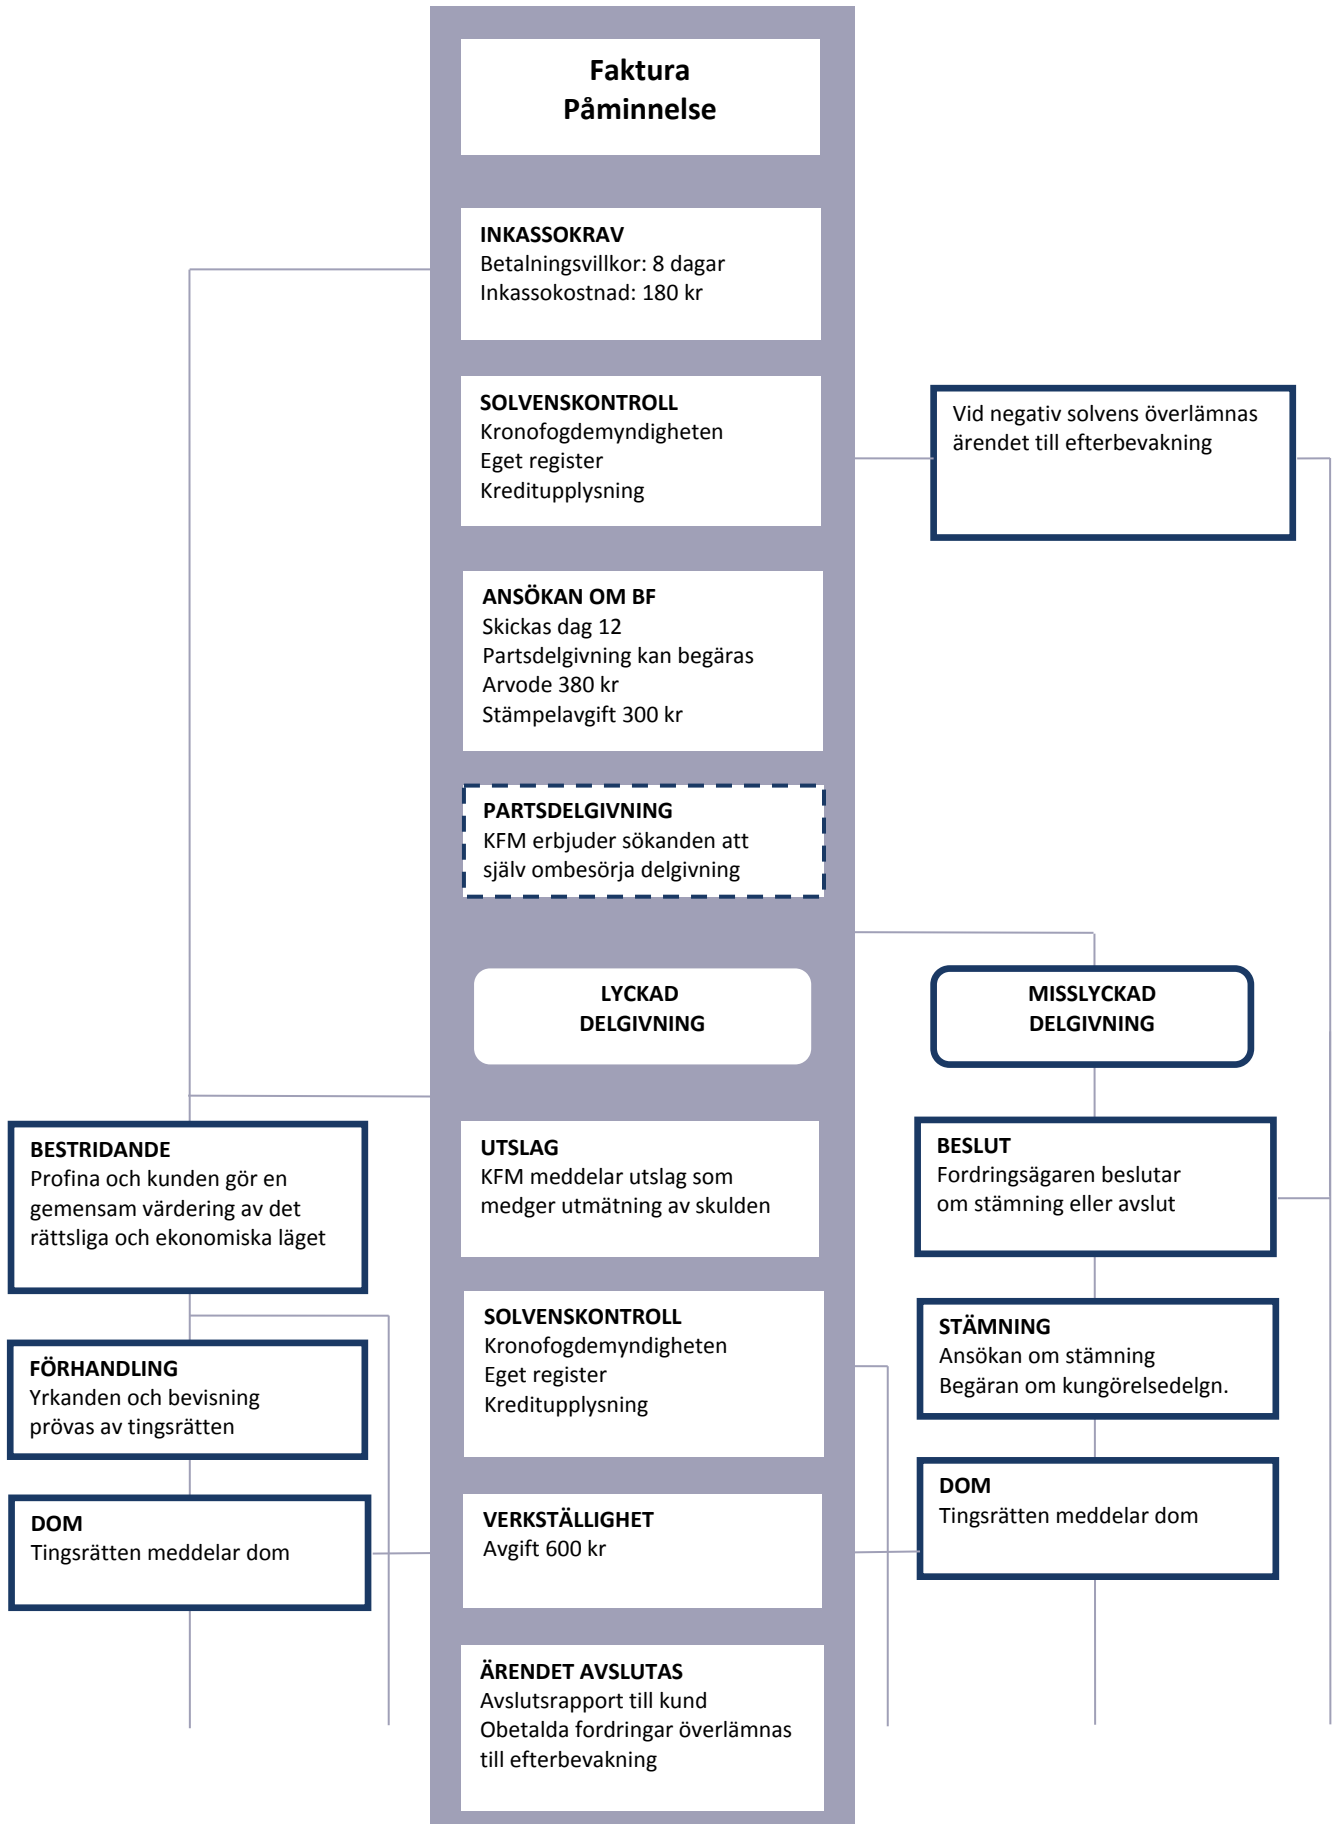 Faktura
Påminnelse
INKASSOKRAV
Betalningsvillkor: 8 dagar
Inkassokostnad: 180 kr
SOLVENSKONTROLL
Kronofogdemyndigheten
Eget register
Kreditupplysning
Vid negativ solvens överlämnas
ärendet till efterbevakning
ANSÖKAN OM BF
Skickas dag 12
Partsdelgivning kan begäras
Arvode 380 kr
Stämpelavgift 300 kr
PARTSDELGIVNING
KFM erbjuder sökanden att
själv ombesörja delgivning
LYCKAD
DELGIVNING
MISSLYCKAD
DELGIVNING
BESTRIDANDE
Profina och kunden gör en
gemensam värdering av det
rättsliga och ekonomiska läget
UTSLAG
KFM meddelar utslag som
medger utmätning av skulden
BESLUT
Fordringsägaren beslutar
om stämning eller avslut
FÖRHANDLING
Yrkanden och bevisning
prövas av tingsrätten
SOLVENSKONTROLL
Kronofogdemyndigheten
Eget register
Kreditupplysning
STÄMNING
Ansökan om stämning
Begäran om kungörelsedelgn.
DOM
Tingsrätten meddelar dom
VERKSTÄLLIGHET
Avgift 600 kr
DOM
Tingsrätten meddelar dom
ÄRENDET AVSLUTAS
Avslutsrapport till kund
Obetalda fordringar överlämnas
till efterbevakning